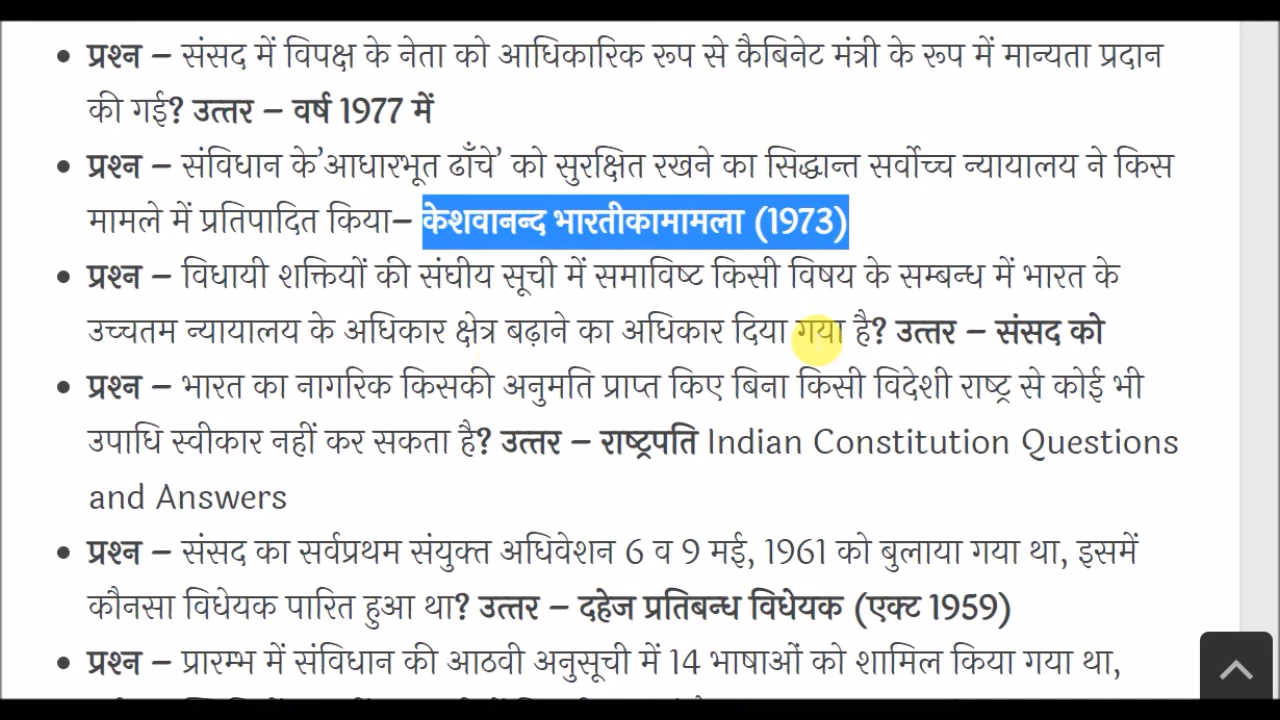 • प्रश्न – संसद में विपक्ष के नेता को आधिकारिक रूप से कैबिनेट मंत्री के रूप में मान्यता प्रदान
की गई? उत्तर – वर्ष 1977 में
• प्रश्न – संविधान के’आधारभूत ढाँचे’ को सुरक्षित रखने का सिद्धान्त सर्वोच्च न्यायालय ने किस
मामले में प्रतिपादित किया– केशवानन्द भारतीकामामला (1973)
• प्रश्न – विधायी शक्तियों की संघीय सूची में समाविष्ट किसी विषय के सम्बन्ध में भारत के
उच्चतम न्यायालय के अधिकार क्षेत्र बढ़ाने का अधिकार दिया गया है? उत्तर – संसद को
• प्रश्न – भारत का नागरिक किसकी अनुमति प्राप्त किए बिना किसी विदेशी राष्ट्र से कोई भी
उपाधि स्वीकार नहीं कर सकता है? उत्तर – राष्ट्रपति Indian Constitution Questions
and Answers
• प्रश्न – संसद का सर्वप्रथम संयुक्त अधिवेशन 6 व 9 मई, 1961 को बुलाया गया था, इसमें
कौनसा विधेयक पारित हुआ था? उत्तर – दहेज प्रतिबन्ध विधेयक (एक्ट 1959)
• प्रश्न – प्रारम्भ में संविधान की आठवी अनुसूची में 14 भाषाओं को शामिल किया गया था,